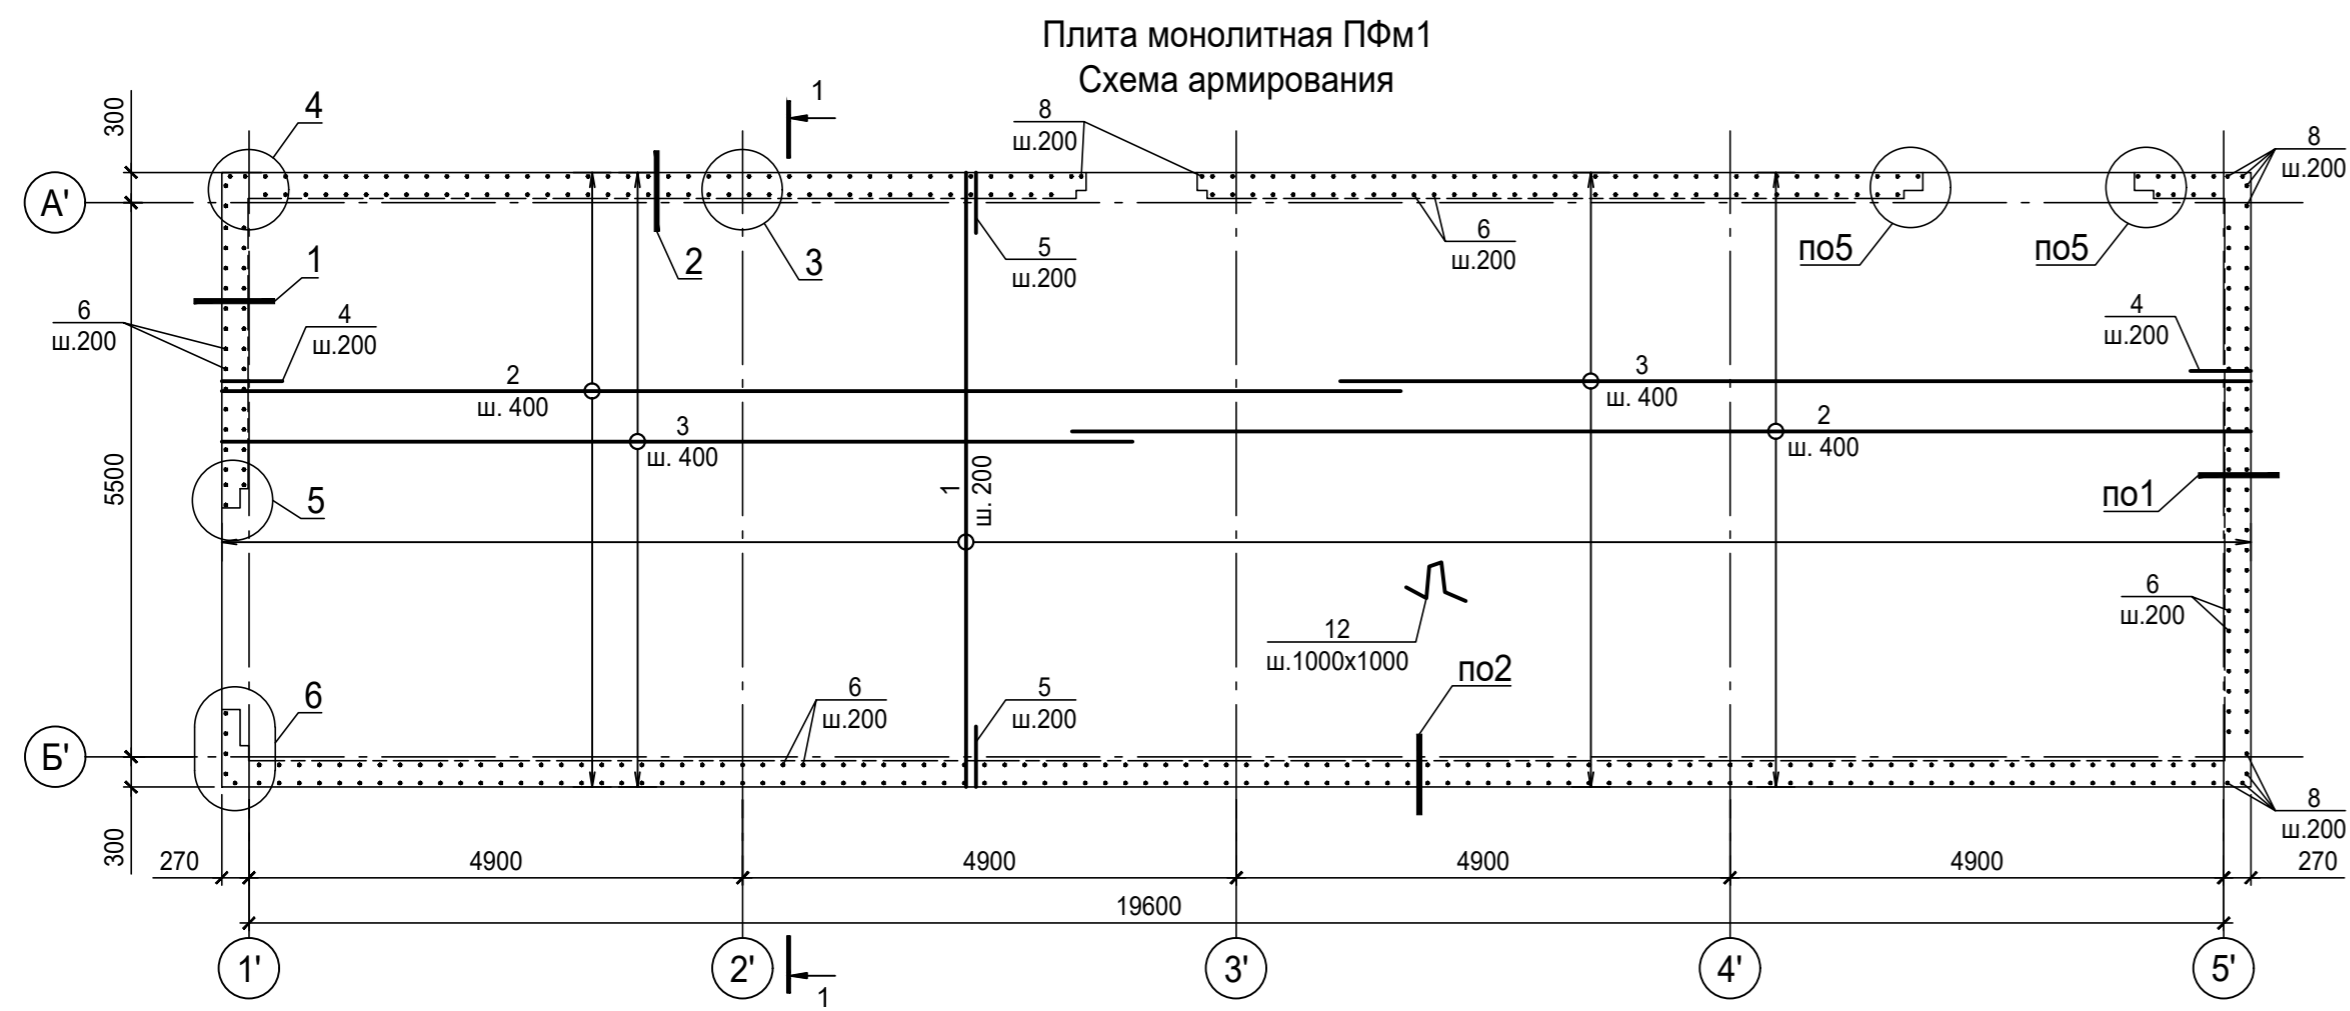 Плита монолитная ПФм1
Схема армирования
300
4
1
8
ш.200
8
ш.200
А'
5
ш.200
6
ш.200
по5
по5
1
2
3
6
ш.200
4
ш.200
4
ш.200
2
ш. 400
3
ш. 400
3
ш. 400
2
ш. 400
5500
5
1
ш. 200
по1
12
ш.1000х1000
6
ш.200
6
6
ш.200
5
ш.200
по2
Б'
8
ш.200
300
270
4900
4900
4900
4900
270
19600
1'
2'
1
3'
4'
5'